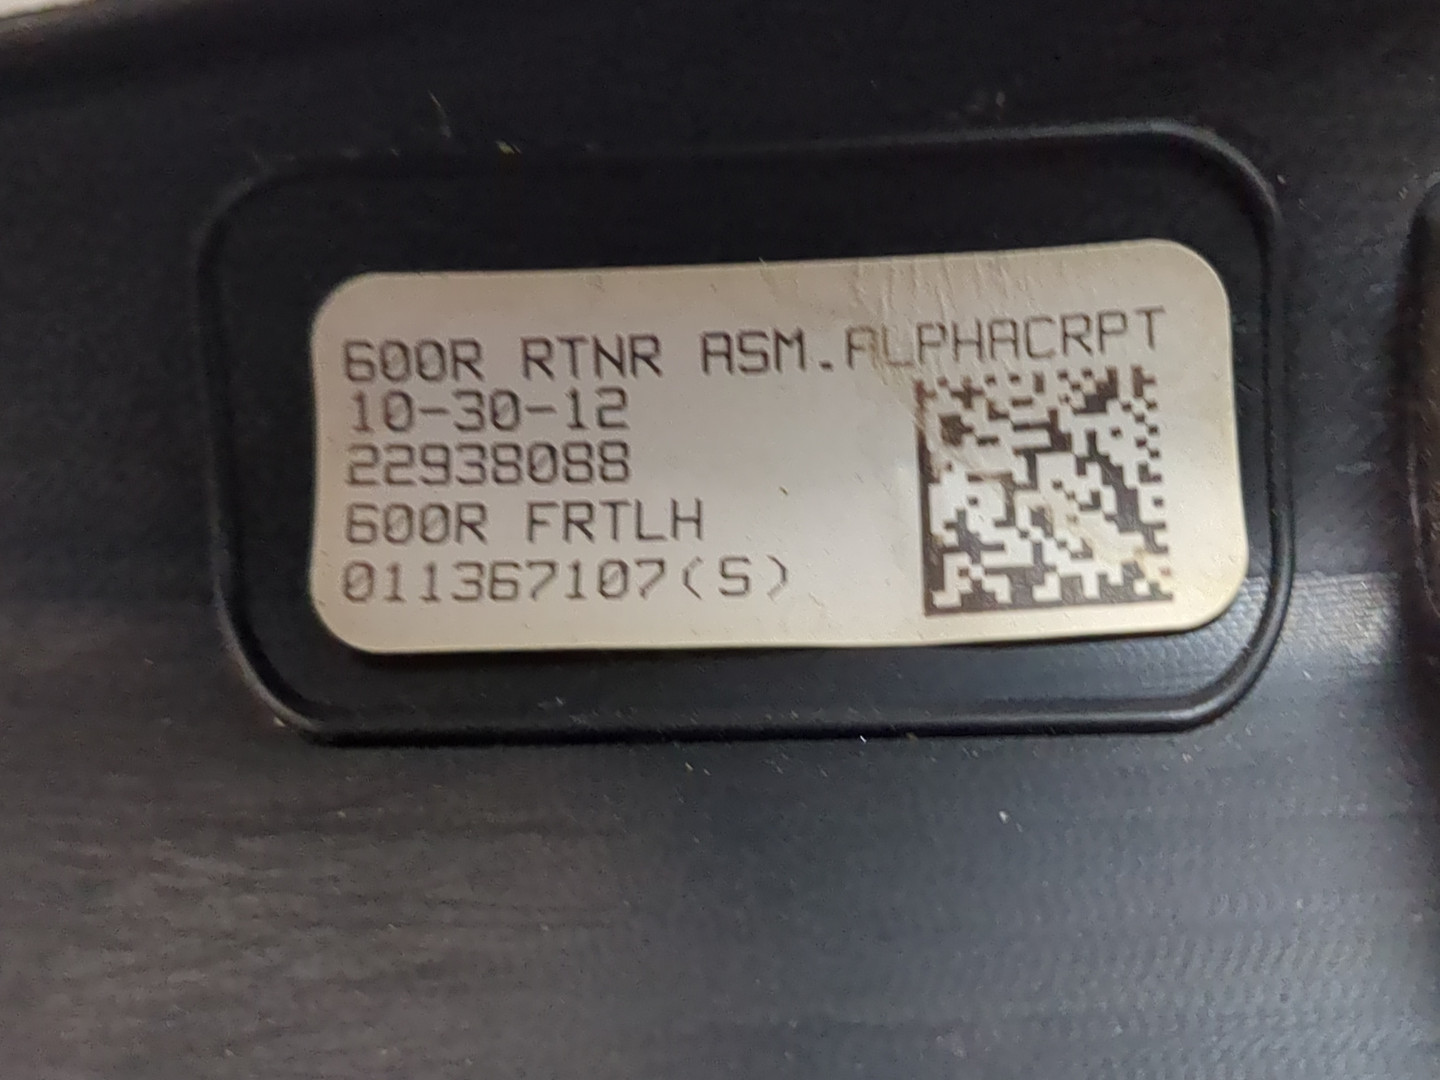 600R RTNR ASM.ALPHACRPT
10-30-12
22938088
600R FRTLH
011367107(S)